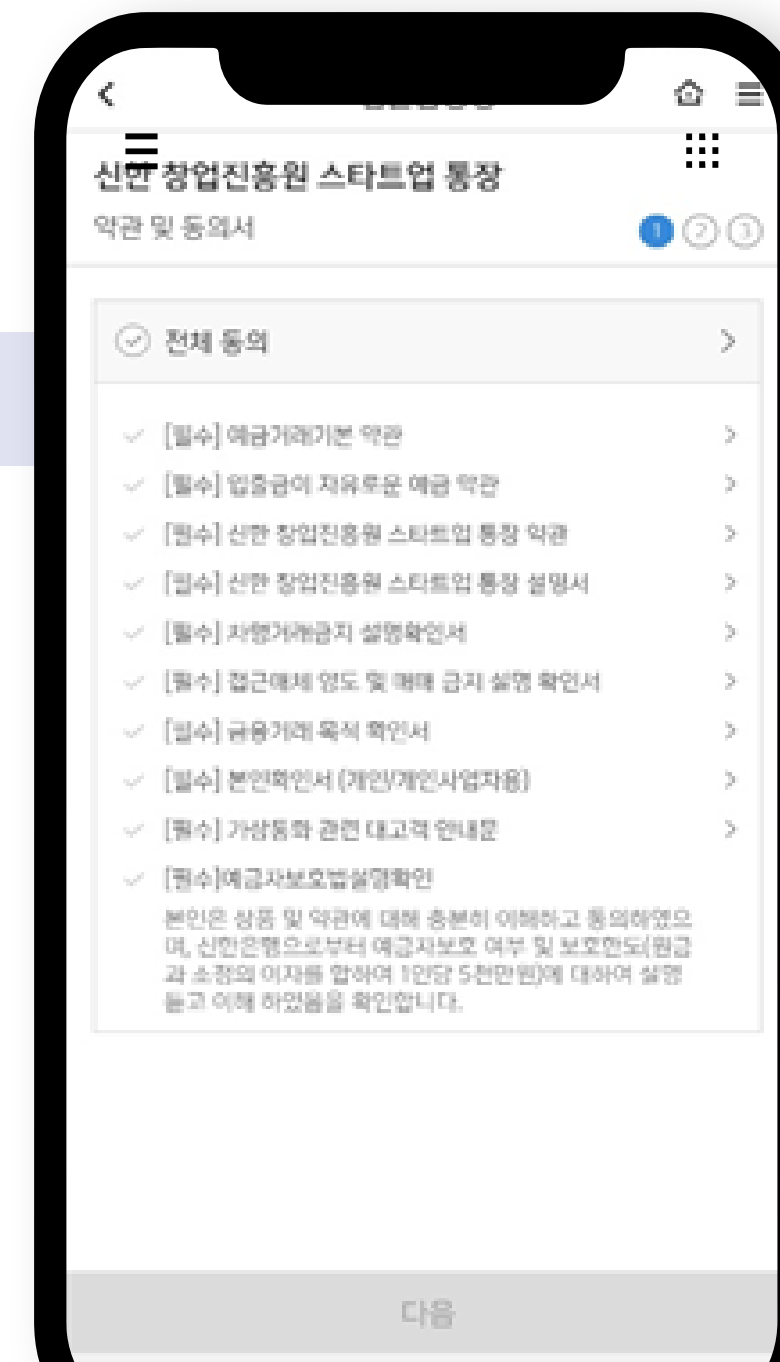 신한 창업진흥원 스타트업 통장
약관 및 동의서
1 2 3
전체 동의
[필수] 예금거래기본 약관
[필수] 입출금이 자유로운 예금 약관
[필수] 신한 창업진흥원 스타트업 통장 약관
[필수] 신한 창업진흥원 스타트업 통장 설명서
[필수] 차명거래금지 설명확인서
[필수] 접근매체 양도 및 매매 금지 설명 확인서
[필수] 금융거래 목적 확인서
[필수] 본인확인서 (개인/개인사업자용)
[필수] 가상통화 관련 대고객 안내문
[필수]예금자보호법설명확인
본인은 상품 및 약관에 대해 충분히 이해하고 동의하였으
며, 신한은행으로부터 예금자보호 여부 및 보호한도(원금
과 소정의 이자를 합하여 1인당 5천만원)에 대하여 설명
듣고 이해 하였음을 확인합니다.
다음